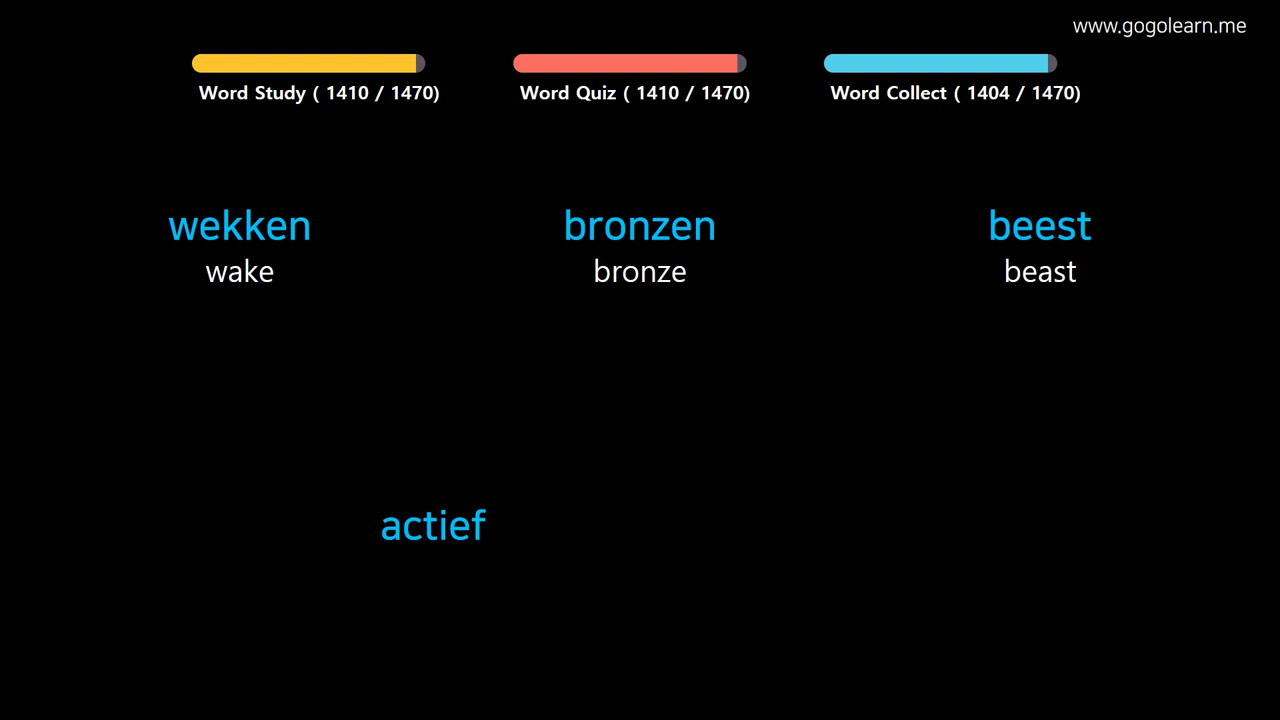 www.gogolearn.me
Word Study ( 1410 / 1470)
Word Quiz ( 1410 / 1470)
Word Collect ( 1404 / 1470)
wekken
wake
bronzen
bronze
beest
beast
actief